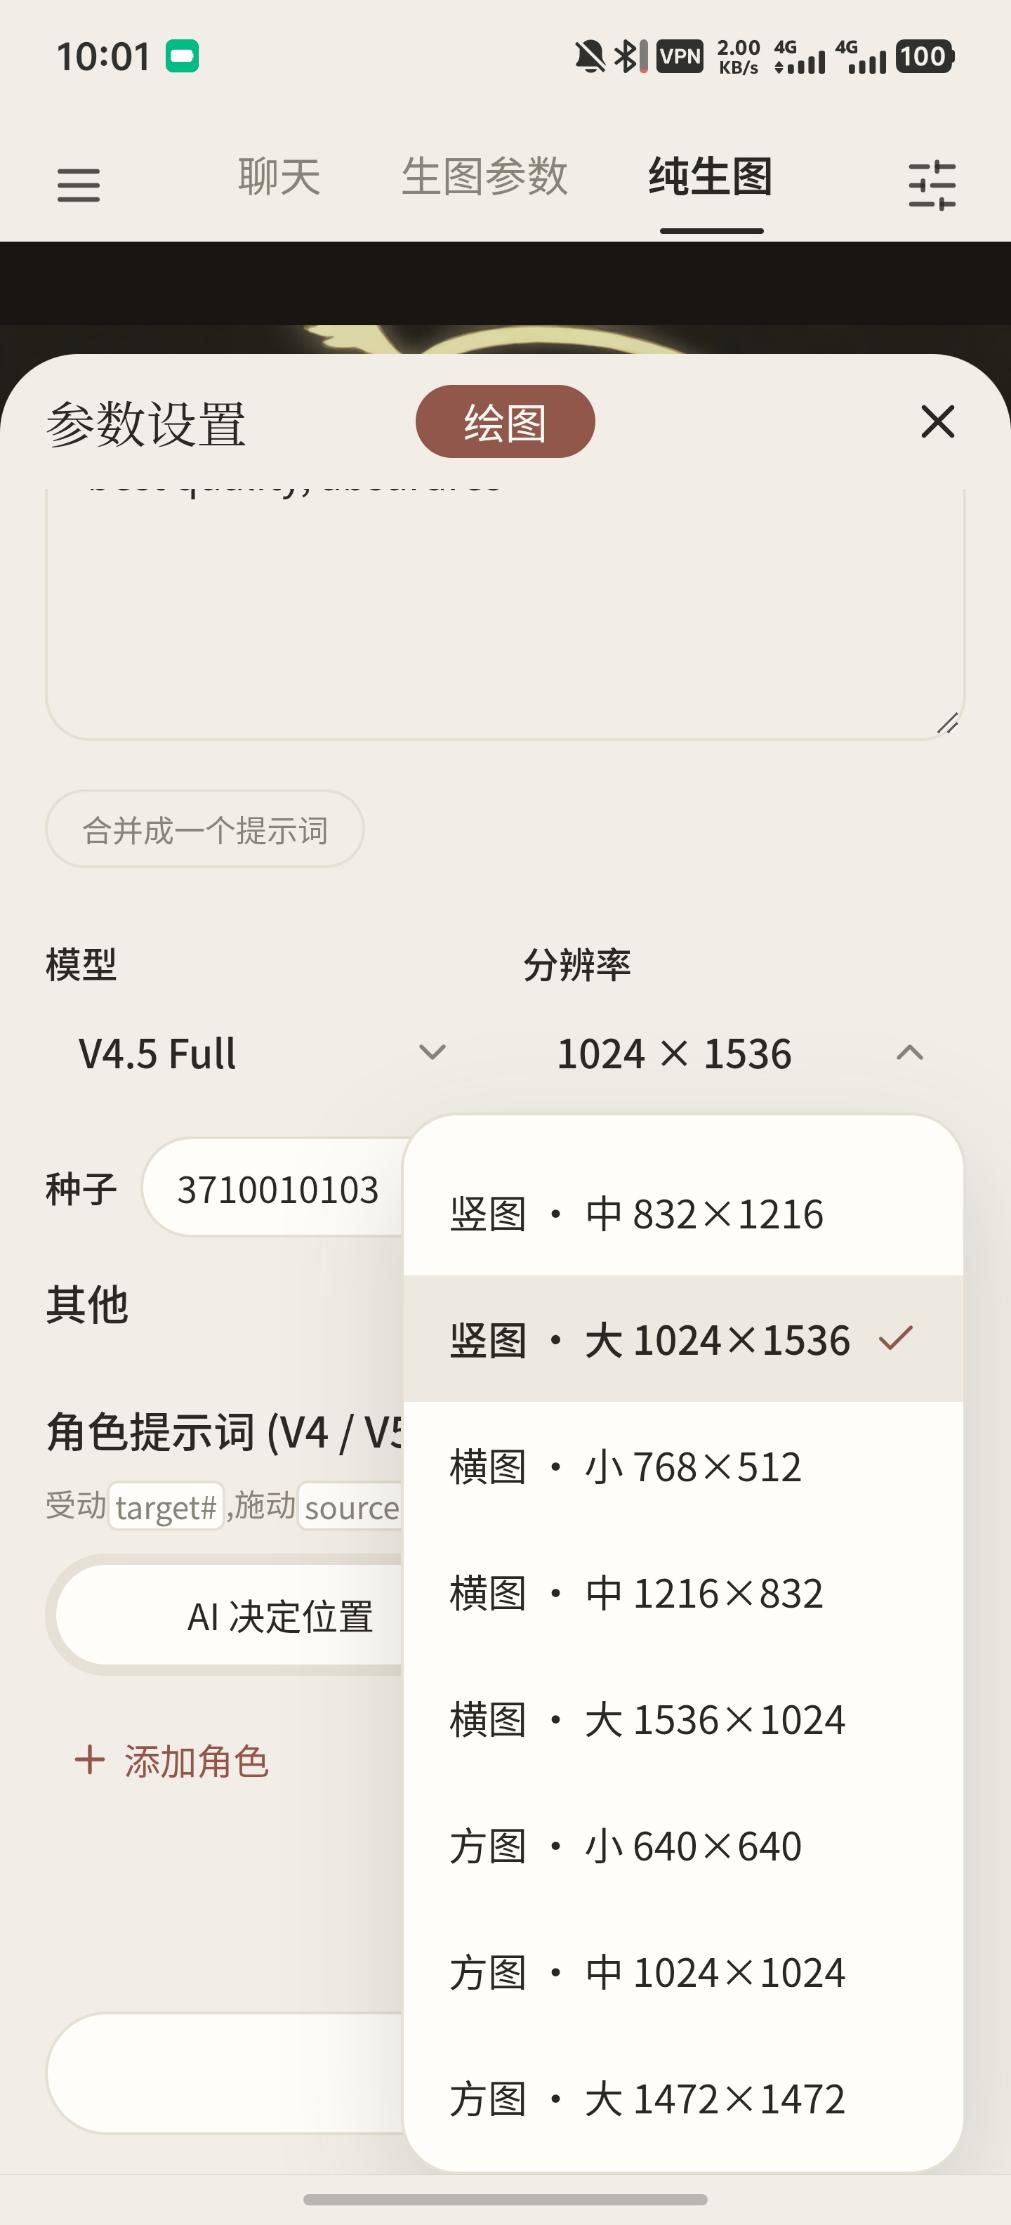 10:01
VPN 2.00 KB/s 4G 4G 100
聊天 生图参数 纯生图
参数设置 绘图
best quality, absurdres
合并成一个提示词
模型 分辨率
V4.5 Full 1024 × 1536
种子 3710010103
竖图 · 中 832×1216
其他
竖图 · 大 1024×1536
角色提示词 (V4 / V5
横图 · 小 768×512
受动 target# ,施动 source
横图 · 中 1216×832
AI 决定位置
横图 · 大 1536×1024
添加角色
方图 · 小 640×640
方图 · 中 1024×1024
方图 · 大 1472×1472